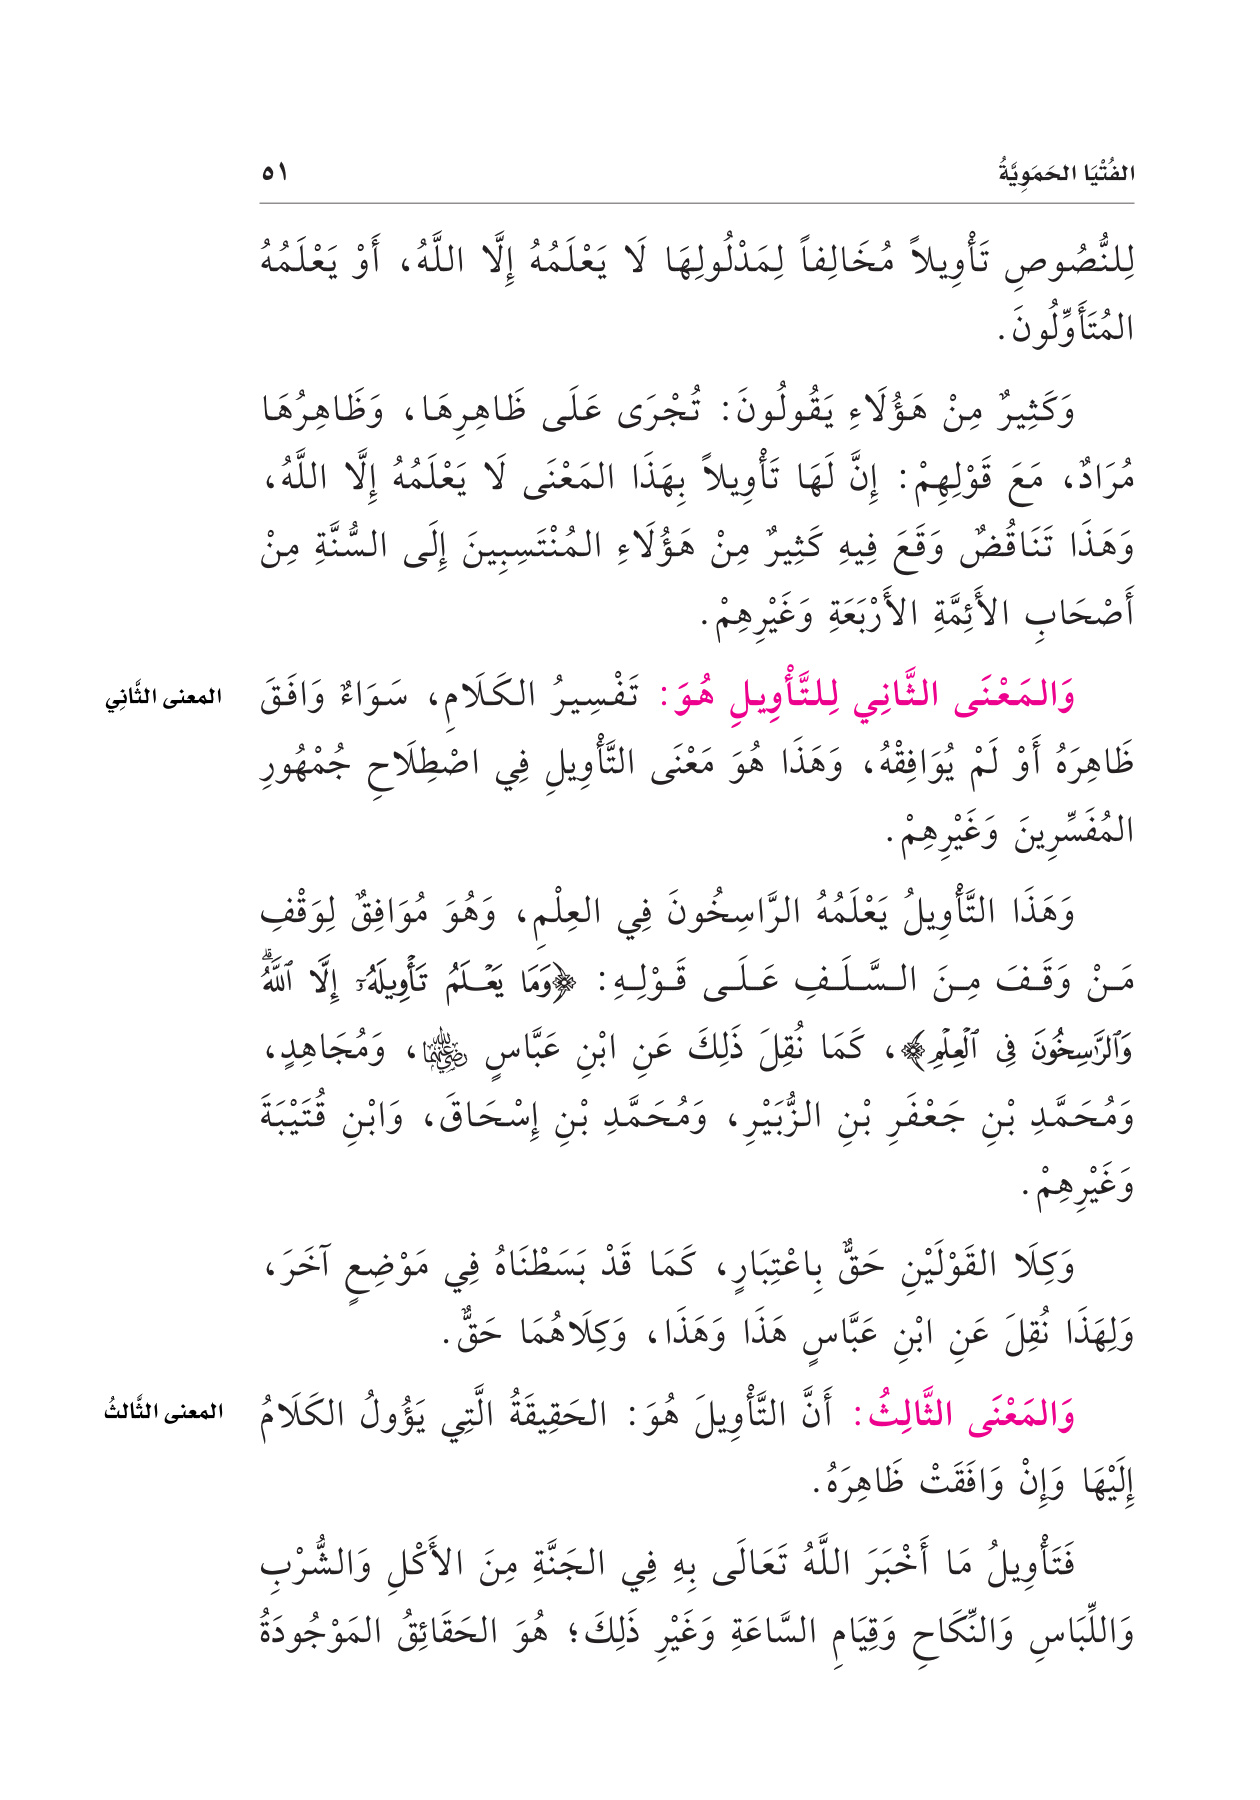 الفُتْيَا الحَمَوِيَّةُ ٥١
لِلنُّصُوصِ تَأْوِيلاً مُخَالِفاً لِمَدْلُولِهَا لَا يَعْلَمُهُ إِلَّا اللَّهُ، أَوْ يَعْلَمُهُ
المُتَأَوِّلُونَ.
وَكَثِيرٌ مِنْ هَؤُلَاءِ يَقُولُونَ: تُجْرَى عَلَى ظَاهِرِهَا، وَظَاهِرُهَا
مُرَادٌ، مَعَ قَوْلِهِمْ: إِنَّ لَهَا تَأْوِيلاً بِهَذَا المَعْنَى لَا يَعْلَمُهُ إِلَّا اللَّهُ،
وَهَذَا تَنَاقُضٌ وَقَعَ فِيهِ كَثِيرٌ مِنْ هَؤُلَاءِ المُنْتَسِبِينَ إِلَى السُّنَّةِ مِنْ
أَصْحَابِ الأَئِمَّةِ الأَرْبَعَةِ وَغَيْرِهِمْ.
وَالمَعْنَى الثَّانِي لِلتَّأْوِيلِ هُوَ: تَفْسِيرُ الكَلَامِ، سَوَاءٌ وَافَقَ
المعنى الثَّانِي
ظَاهِرَهُ أَوْ لَمْ يُوَافِقْهُ، وَهَذَا هُوَ مَعْنَى التَّأْوِيلِ فِي اصْطِلَاحِ جُمْهُورِ
المُفَسِّرِينَ وَغَيْرِهِمْ.
وَهَذَا التَّأْوِيلُ يَعْلَمُهُ الرَّاسِخُونَ فِي العِلْمِ، وَهُوَ مُوَافِقٌ لِوَقْفِ
مَنْ وَقَفَ مِنَ السَّلَفِ عَلَى قَوْلِهِ: ﴿وَمَا يَعْلَمُ تَأْوِيلَهُۥٓ إِلَّا ٱللَّهُۗ
وَٱلرَّٰسِخُونَ فِى ٱلْعِلْمِ﴾، كَمَا نُقِلَ ذَلِكَ عَنِ ابْنِ عَبَّاسٍ رضي الله عنهما، وَمُجَاهِدٍ،
وَمُحَمَّدِ بْنِ جَعْفَرِ بْنِ الزُّبَيْرِ، وَمُحَمَّدِ بْنِ إِسْحَاقَ، وَابْنِ قُتَيْبَةَ
وَغَيْرِهِمْ.
وَكِلَا القَوْلَيْنِ حَقٌّ بِاعْتِبَارٍ، كَمَا قَدْ بَسَطْنَاهُ فِي مَوْضِعٍ آخَرَ،
وَلِهَذَا نُقِلَ عَنِ ابْنِ عَبَّاسٍ هَذَا وَهَذَا، وَكِلَاهُمَا حَقٌّ.
وَالمَعْنَى الثَّالِثُ: أَنَّ التَّأْوِيلَ هُوَ: الحَقِيقَةُ الَّتِي يَؤُولُ الكَلَامُ
المعنى الثَّالثُ
إِلَيْهَا وَإِنْ وَافَقَتْ ظَاهِرَهُ.
فَتَأْوِيلُ مَا أَخْبَرَ اللَّهُ تَعَالَى بِهِ فِي الجَنَّةِ مِنَ الأَكْلِ وَالشُّرْبِ
وَاللِّبَاسِ وَالنِّكَاحِ وَقِيَامِ السَّاعَةِ وَغَيْرِ ذَلِكَ؛ هُوَ الحَقَائِقُ المَوْجُودَةُ